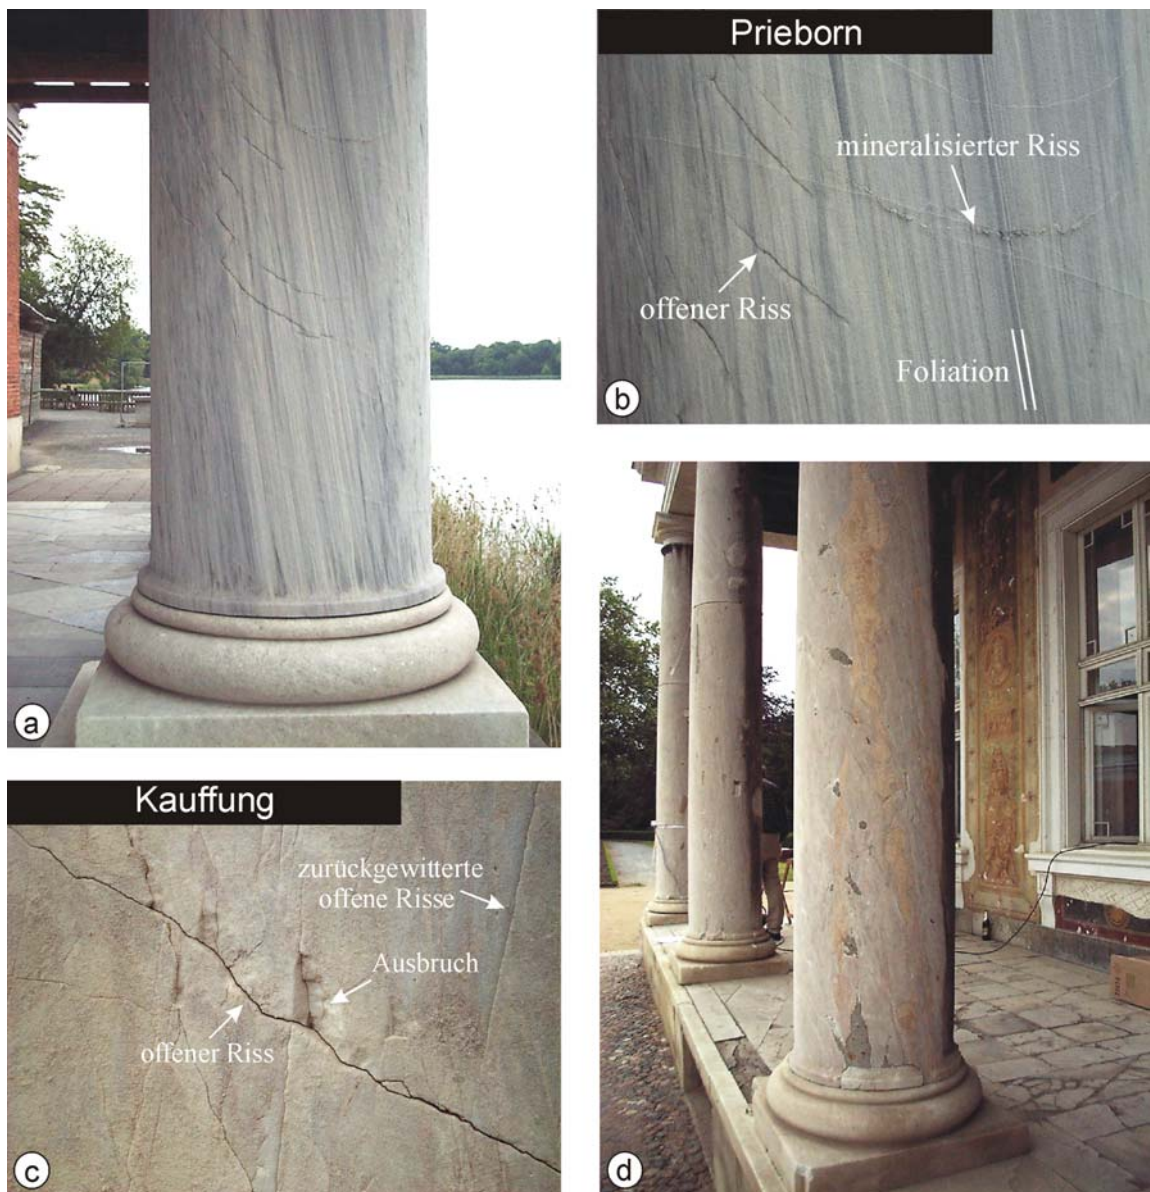 a
Prieborn
mineralisierter Riss
offener Riss
Foliation
b
Kauffung
zurückgewitterte
offene Risse
Ausbruch
offener Riss
c
d